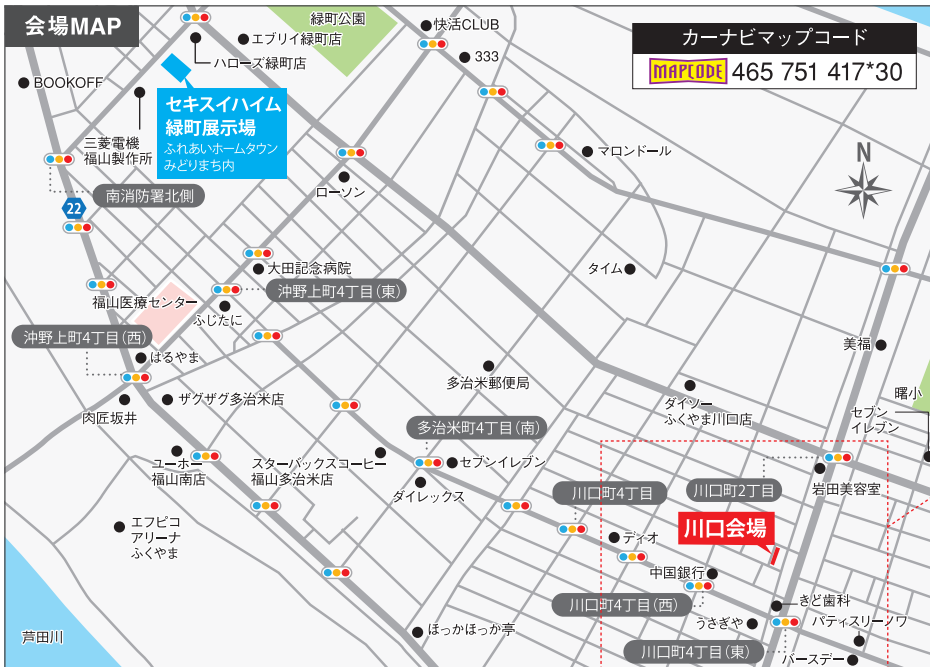 会場MAP
緑町公園
快活CLUB
エブリイ緑町店
ハローズ緑町店
333
カーナビマップコード
MAPCODE 465 751 417*30
BOOKOFF
セキスイハイム
緑町展示場
ふれあいホームタウン
みどりまち内
三菱電機
福山製作所
マロンドール
N
南消防署北側
ローソン
22
大田記念病院
タイム
沖野上町4丁目(東)
福山医療センター
ふじたに
沖野上町4丁目(西)
はるやま
美福
多治米郵便局
ザグザグ多治米店
肉匠坂井
ダイソー
ふくやま川口店
曙小
セブン
イレブン
多治米町4丁目(南)
ユーホー
福山南店
スターバックスコーヒー
福山多治米店
セブンイレブン
ダイレックス
川口町4丁目
川口町2丁目
岩田美容室
エフピコ
アリーナ
ふくやま
川口会場
ディオ
中国銀行
川口町4丁目(西)
きど歯科
うさぎや
パティスリーノワ
芦田川
ほっかほっか亭
川口町4丁目(東)
バースデー